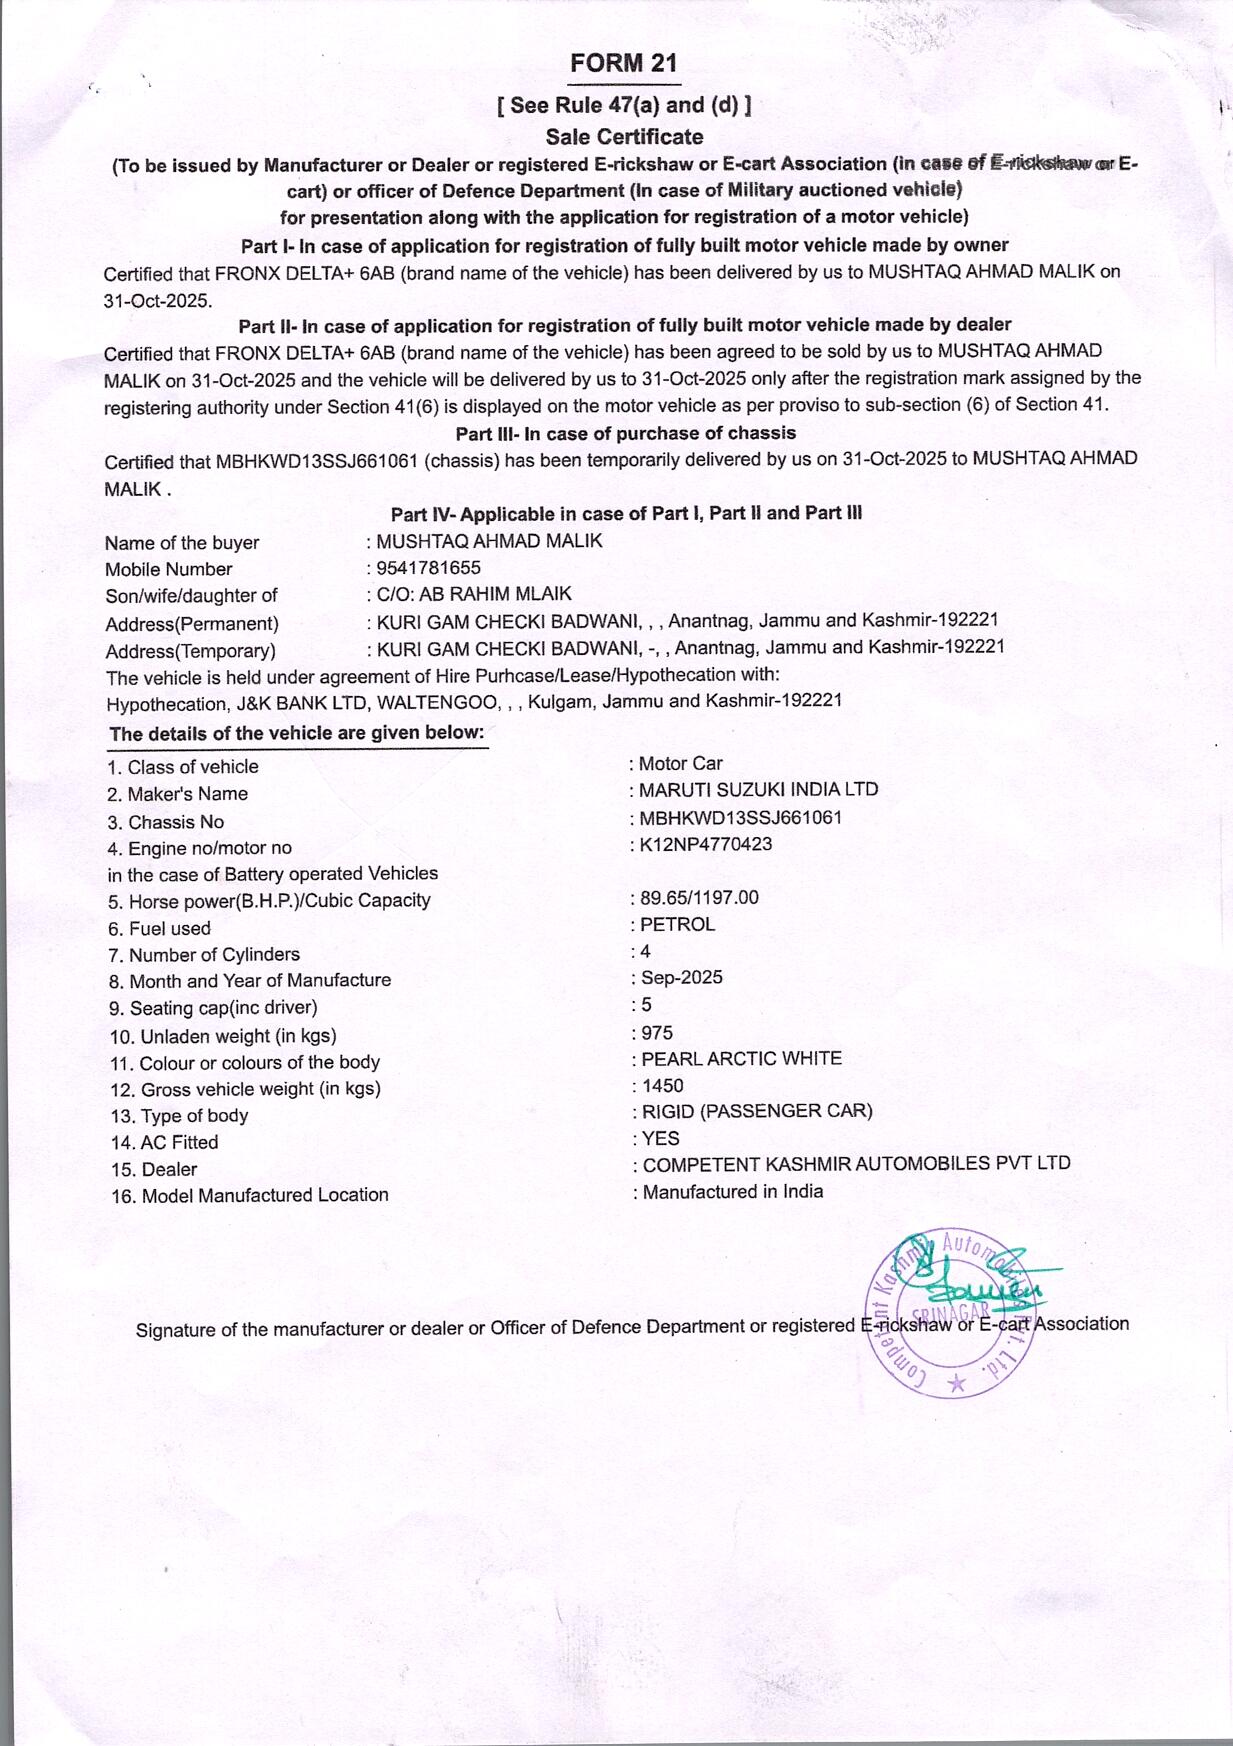 FORM 21
[ See Rule 47(a) and (d) ]
Sale Certificate
(To be issued by Manufacturer or Dealer or registered E-rickshaw or E-cart Association (in case of E-rickshaw or E-
cart) or officer of Defence Department (In case of Military auctioned vehicle)
for presentation along with the application for registration of a motor vehicle)
Part I- In case of application for registration of fully built motor vehicle made by owner
Certified that FRONX DELTA+ 6AB (brand name of the vehicle) has been delivered by us to MUSHTAQ AHMAD MALIK on
31-Oct-2025.
Part II- In case of application for registration of fully built motor vehicle made by dealer
Certified that FRONX DELTA+ 6AB (brand name of the vehicle) has been agreed to be sold by us to MUSHTAQ AHMAD
MALIK on 31-Oct-2025 and the vehicle will be delivered by us to 31-Oct-2025 only after the registration mark assigned by the
registering authority under Section 41(6) is displayed on the motor vehicle as per proviso to sub-section (6) of Section 41.
Part III- In case of purchase of chassis
Certified that MBHKWD13SSJ661061 (chassis) has been temporarily delivered by us on 31-Oct-2025 to MUSHTAQ AHMAD
MALIK .
Part IV- Applicable in case of Part I, Part II and Part III
Name of the buyer : MUSHTAQ AHMAD MALIK
Mobile Number : 9541781655
Son/wife/daughter of : C/O: AB RAHIM MLAIK
Address(Permanent) : KURI GAM CHECKI BADWANI, , , Anantnag, Jammu and Kashmir-192221
Address(Temporary) : KURI GAM CHECKI BADWANI, -, , Anantnag, Jammu and Kashmir-192221
The vehicle is held under agreement of Hire Purhcase/Lease/Hypothecation with:
Hypothecation, J&K BANK LTD, WALTENGOO, , , Kulgam, Jammu and Kashmir-192221
The details of the vehicle are given below:
1. Class of vehicle : Motor Car
2. Maker's Name : MARUTI SUZUKI INDIA LTD
3. Chassis No : MBHKWD13SSJ661061
4. Engine no/motor no : K12NP4770423
in the case of Battery operated Vehicles
5. Horse power(B.H.P.)/Cubic Capacity : 89.65/1197.00
6. Fuel used : PETROL
7. Number of Cylinders : 4
8. Month and Year of Manufacture : Sep-2025
9. Seating cap(inc driver) : 5
10. Unladen weight (in kgs) : 975
11. Colour or colours of the body : PEARL ARCTIC WHITE
12. Gross vehicle weight (in kgs) : 1450
13. Type of body : RIGID (PASSENGER CAR)
14. AC Fitted : YES
15. Dealer : COMPETENT KASHMIR AUTOMOBILES PVT LTD
16. Model Manufactured Location : Manufactured in India
Competent Kashmir Automobiles Pvt. Ltd.
SRINAGAR
Signature of the manufacturer or dealer or Officer of Defence Department or registered E-rickshaw or E-cart Association